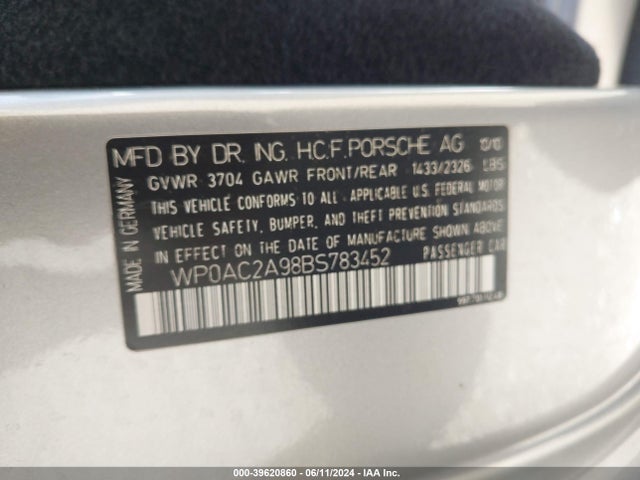 MFD BY DR. ING. H.C.F. PORSCHE AG 10/10
GVWR 3704 GAWR FRONT/REAR 1433/2326 LBS
THIS VEHICLE CONFORMS TO ALL APPLICABLE U.S. FEDERAL MOTOR
VEHICLE SAFETY, BUMPER, AND THEFT PREVENTION STANDARDS
IN EFFECT ON THE DATE OF MANUFACTURE SHOWN ABOVE
WP0AC2A98BS783452 PASSENGER CAR
MADE IN GERMANY
000-39620860 - 06/11/2024 - IAA Inc.